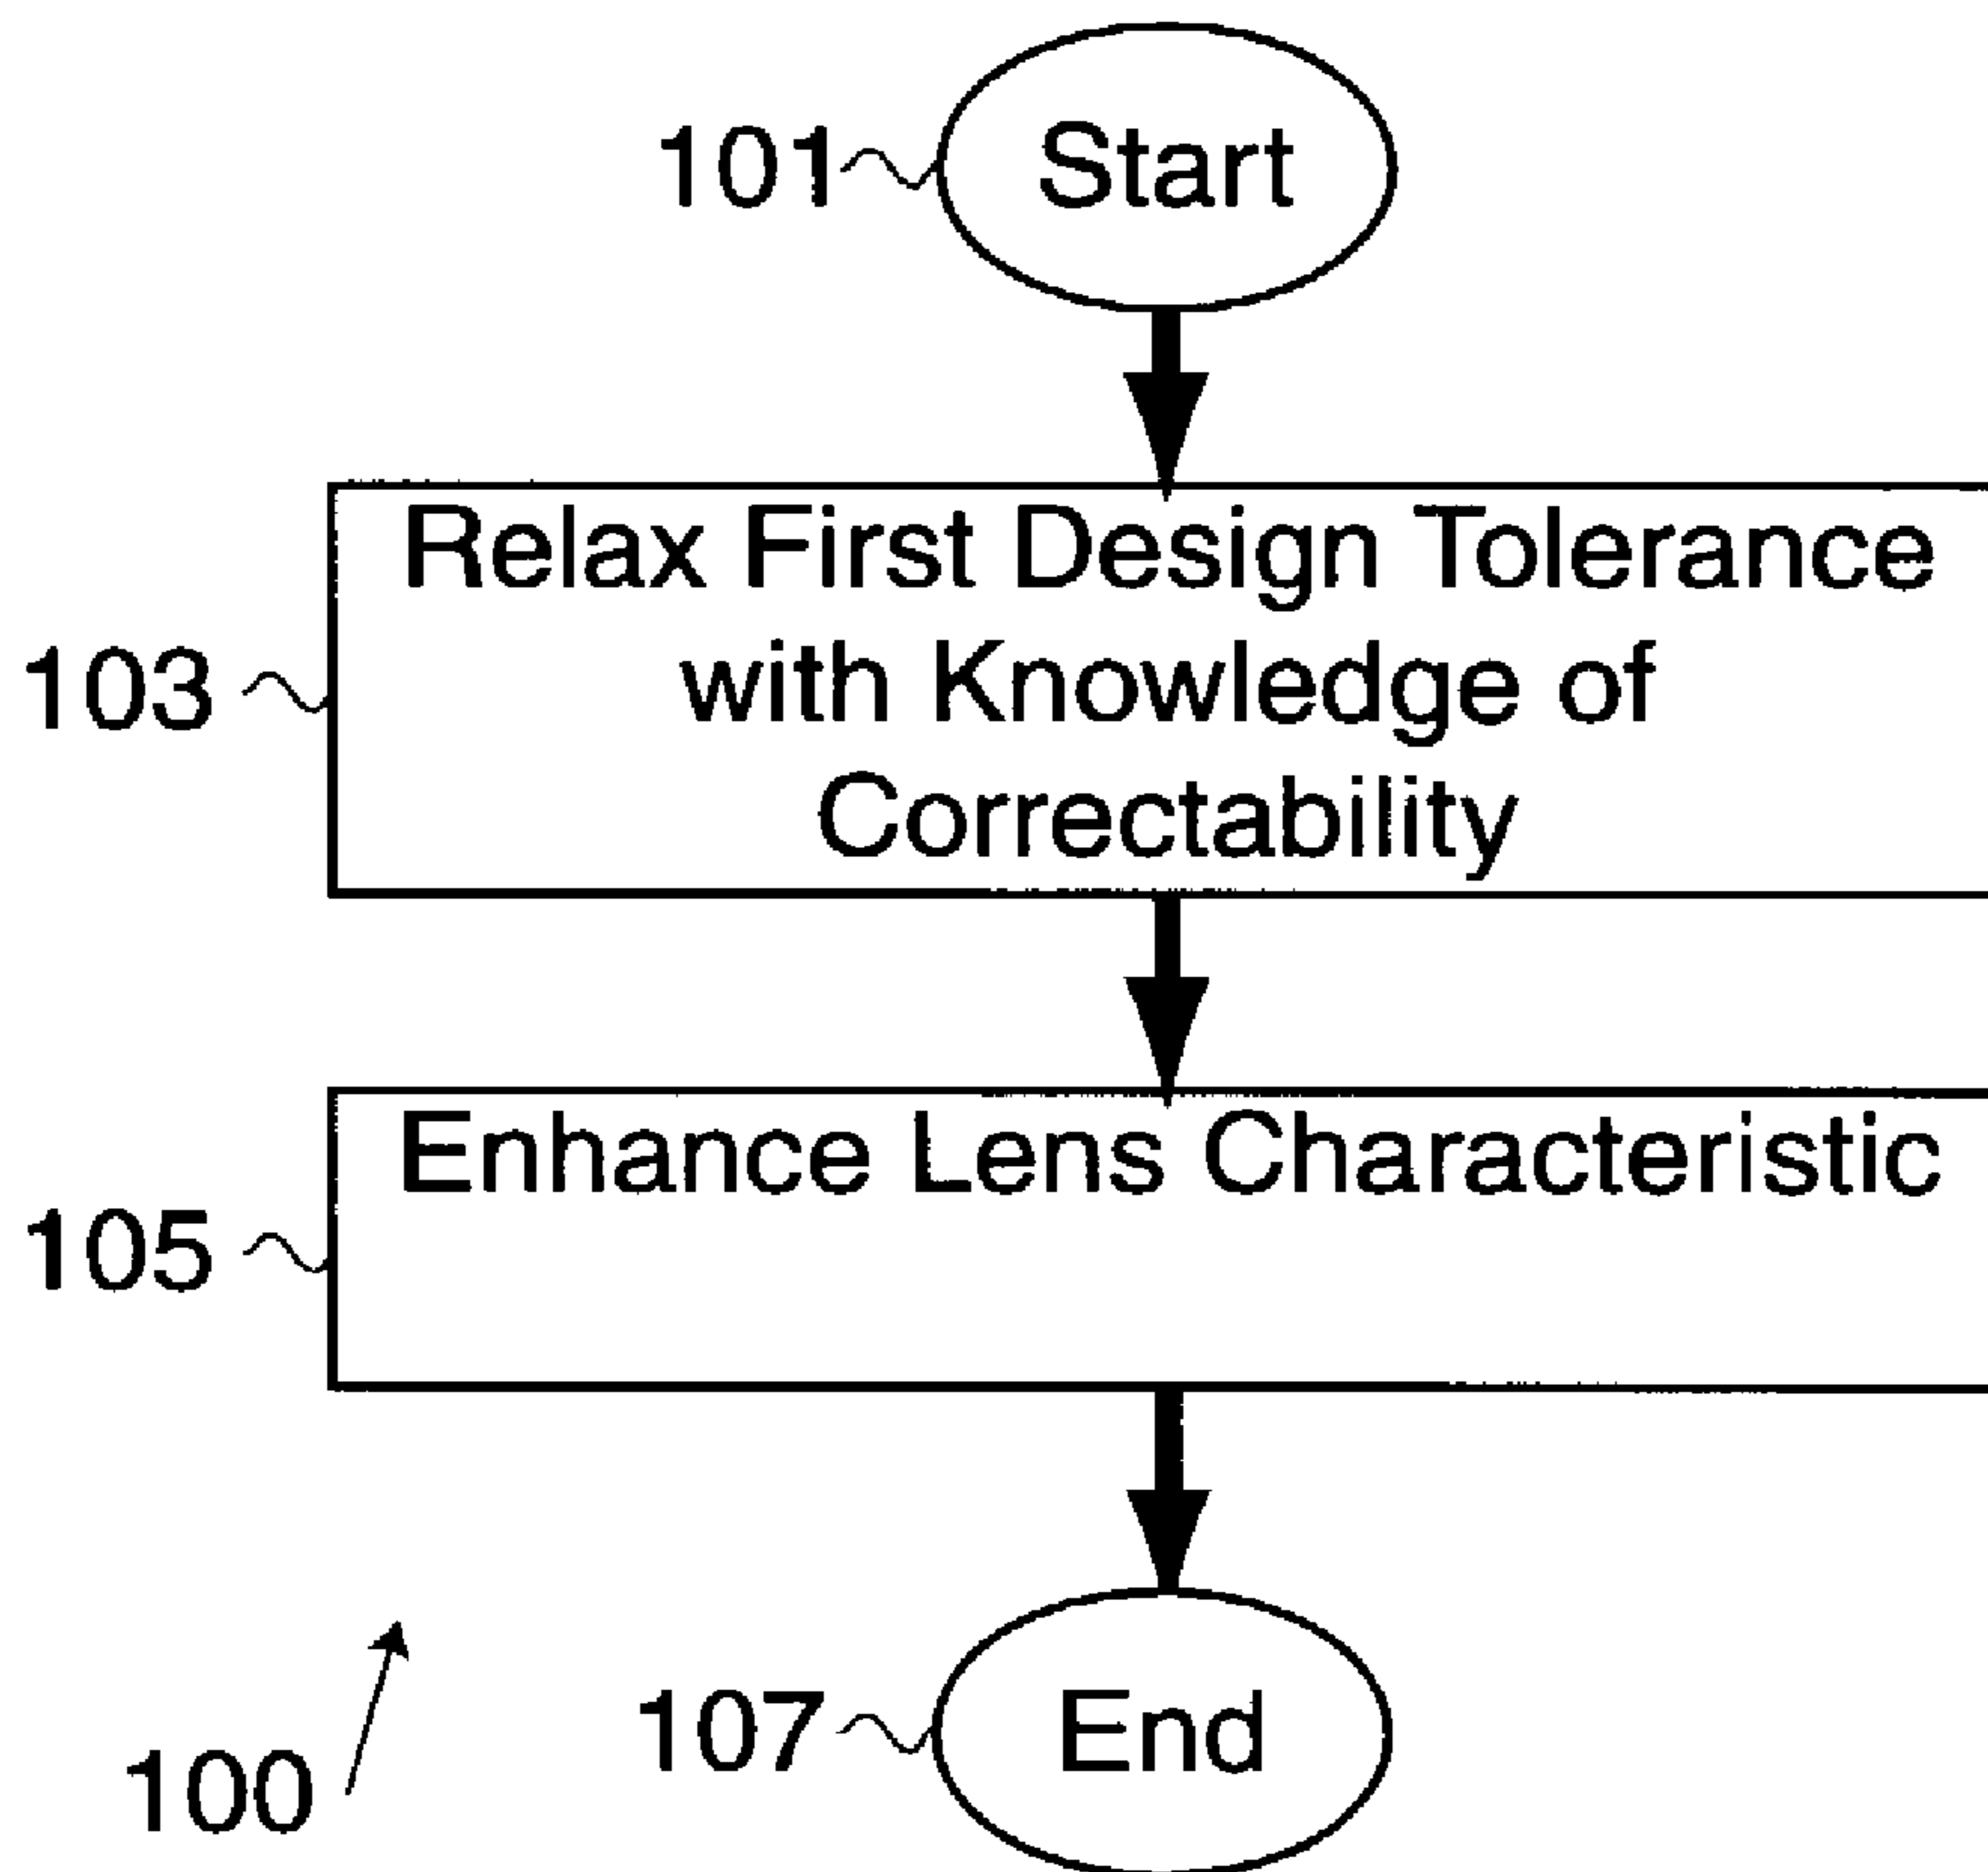 101 Start
Relax First Design Tolerance
with Knowledge of
103
Correctability
Enhance Lens Characteristic
105
107 End
100